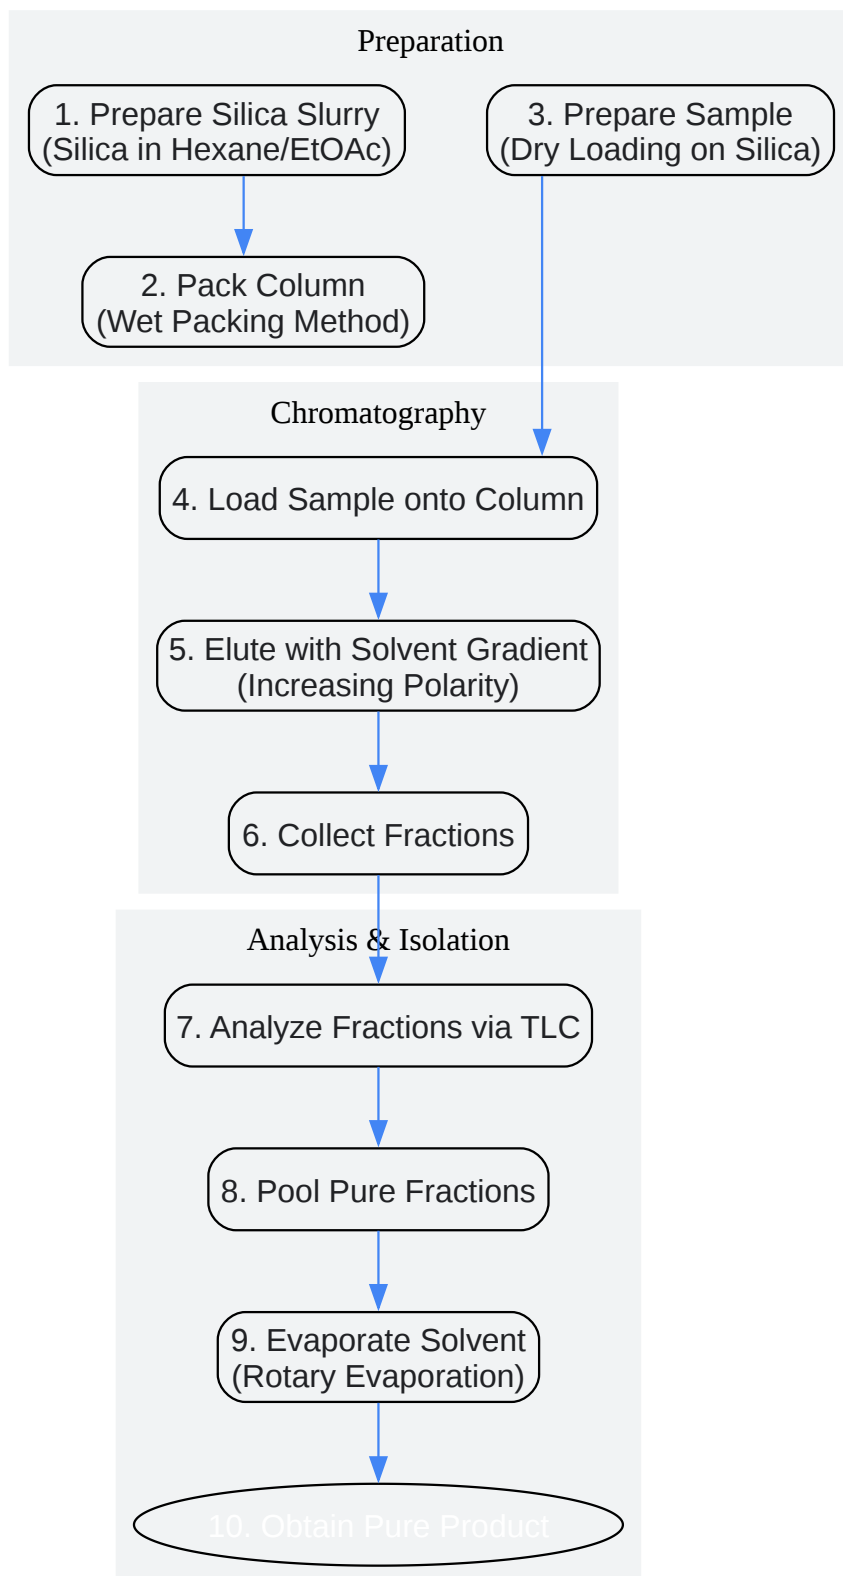 Preparation
1. Prepare Silica Slurry
(Silica in Hexane/EtOAc)
3. Prepare Sample
(Dry Loading on Silica)
2. Pack Column
(Wet Packing Method)
Chromatography
4. Load Sample onto Column
5. Elute with Solvent Gradient
(Increasing Polarity)
6. Collect Fractions
Analysis & Isolation
7. Analyze Fractions via TLC
8. Pool Pure Fractions
9. Evaporate Solvent
(Rotary Evaporation)
10. Obtain Pure Product